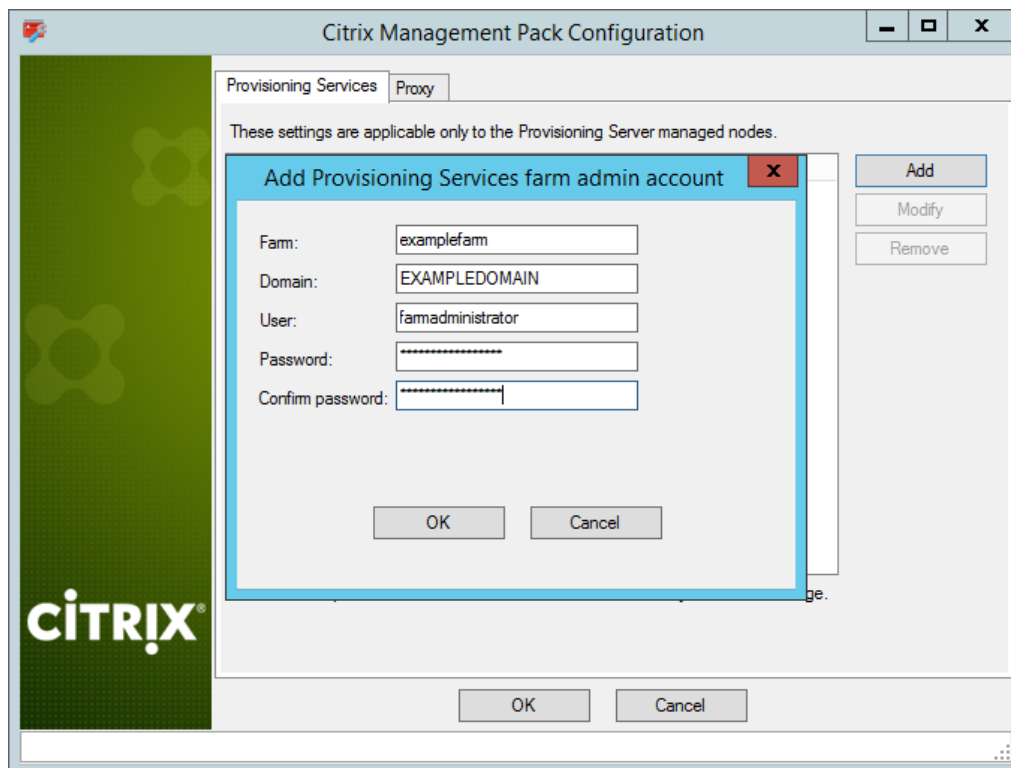 Citrix Management Pack Configuration
Provisioning Services
Proxy
These settings are applicable only to the Provisioning Server managed nodes.
Add Provisioning Services farm admin account
x
Add
Modify
Remove
Farm: examplefarm
Domain: EXAMPLEDOMAIN
User: farmadministrator
Password: *****************
Confirm password: *****************
OK Cancel
ge.
CİTRIX®
OK Cancel